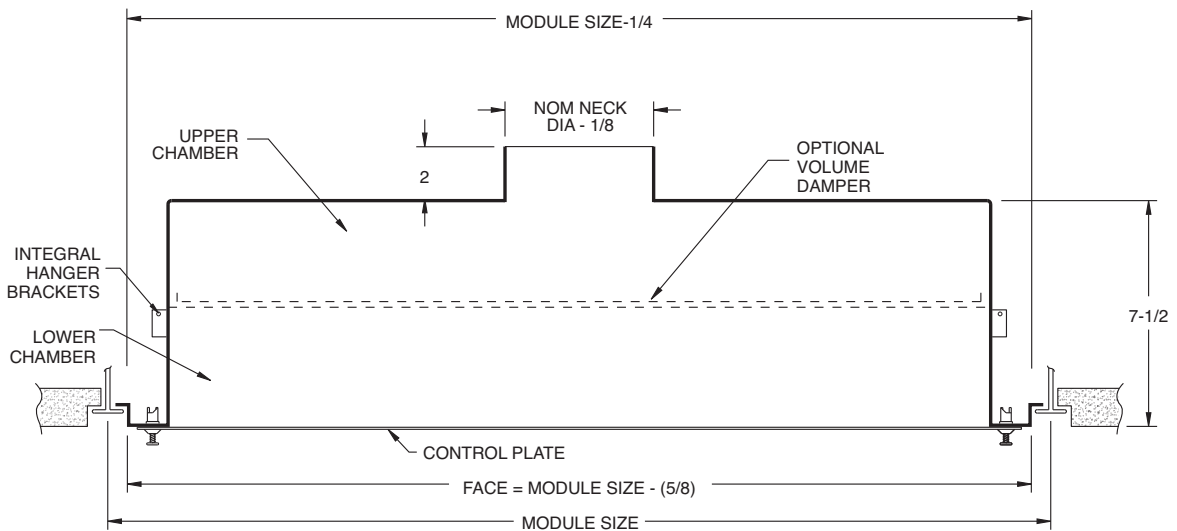 MODULE SIZE-1/4
NOM NECK
DIA - 1/8
UPPER
CHAMBER
OPTIONAL
VOLUME
DAMPER
2
INTEGRAL
HANGER
BRACKETS
7-1/2
LOWER
CHAMBER
CONTROL PLATE
FACE = MODULE SIZE - (5/8)
MODULE SIZE